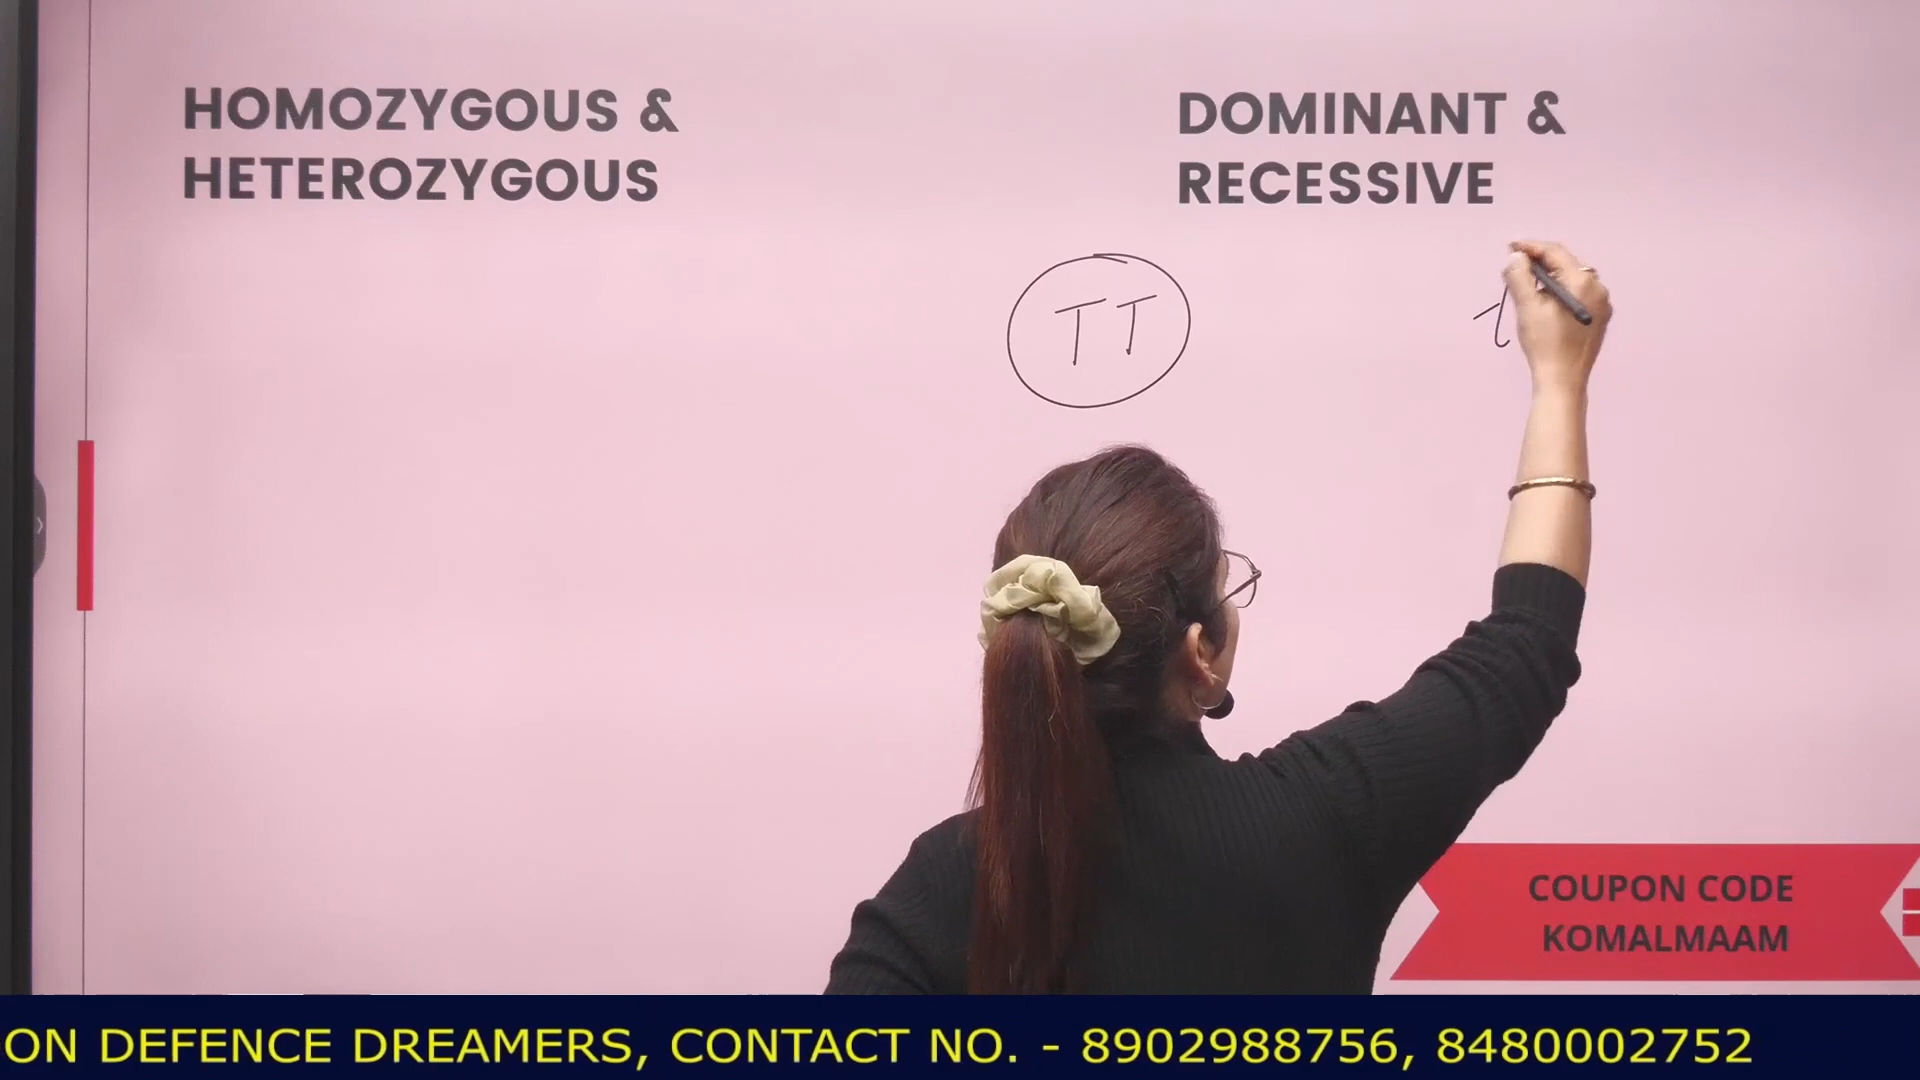 HOMOZYGOUS &
HETEROZYGOUS
DOMINANT &
RECESSIVE
TT
t
COUPON CODE
KOMALMAAM
ON DEFENCE DREAMERS, CONTACT NO. - 8902988756, 8480002752